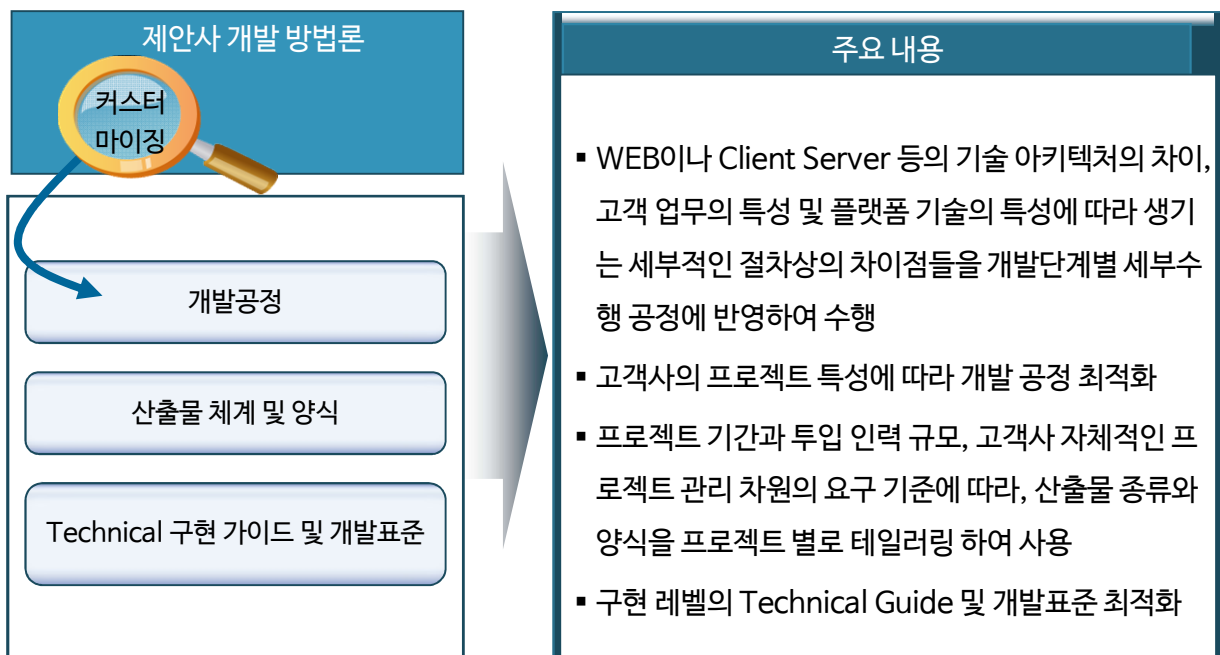 제안사 개발 방법론
커스터
마이징
개발공정
산출물 체계 및 양식
Technical 구현 가이드 및 개발표준
주요 내용
▪ WEB이나 Client Server 등의 기술 아키텍처의 차이,
고객 업무의 특성 및 플랫폼 기술의 특성에 따라 생기
는 세부적인 절차상의 차이점들을 개발단계별 세부수
행 공정에 반영하여 수행
▪ 고객사의 프로젝트 특성에 따라 개발 공정 최적화
▪ 프로젝트 기간과 투입 인력 규모, 고객사 자체적인 프
로젝트 관리 차원의 요구 기준에 따라, 산출물 종류와
양식을 프로젝트 별로 테일러링 하여 사용
▪ 구현 레벨의 Technical Guide 및 개발표준 최적화